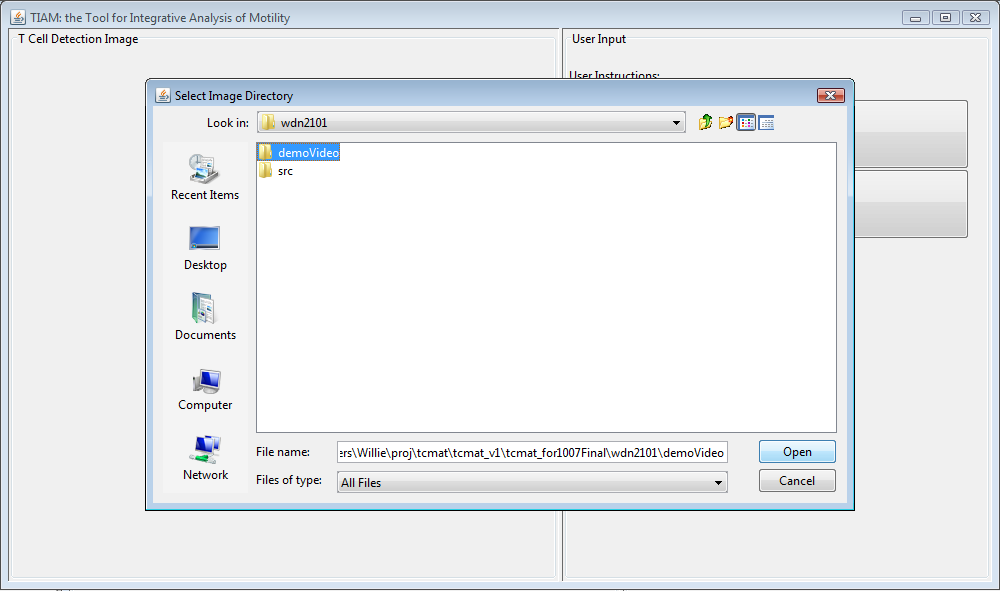 TIAM: the Tool for Integrative Analysis of Motility
T Cell Detection Image
User Input
User Instructions:
Select Image Directory
Look in:
wdn2101
demoVideo
src
Recent Items
Desktop
Documents
Computer
Network
File name:
ers\Willie\proj\tcmat\tcmat_v1\tcmat_for1007Final\wdn2101\demoVideo
Open
Files of type:
All Files
Cancel